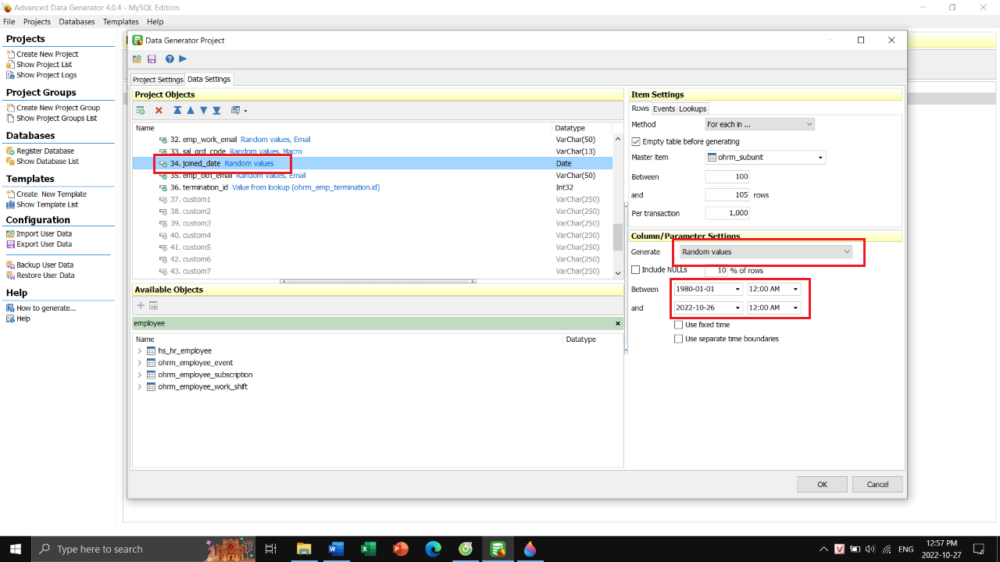 Advanced Data Generator 4.0.4 - MySQL Edition
File Projects Databases Templates Help
Projects
Create New Project
Show Project List
Show Project Logs
Project Groups
Create New Project Group
Show Project Groups List
Databases
Register Database
Show Database List
Templates
Create New Template
Show Template List
Configuration
Import User Data
Export User Data
Backup User Data
Restore User Data
Help
How to generate...
Help
Data Generator Project
Project Settings Data Settings
Project Objects
Name Datatype
32. emp_work_email Random values, Email VarChar(50)
33. sal_grd_code Random values, Macro VarChar(13)
34. joined_date Random values Date
35. emp_oth_email Random values, Email VarChar(50)
36. termination_id Value from lookup (ohrm_emp_termination.id) Int32
37. custom1 VarChar(250)
38. custom2 VarChar(250)
39. custom3 VarChar(250)
40. custom4 VarChar(250)
41. custom5 VarChar(250)
42. custom6 VarChar(250)
43. custom7 VarChar(250)
Available Objects
employee
Name Datatype
hs_hr_employee
ohrm_employee_event
ohrm_employee_subscription
ohrm_employee_work_shift
Item Settings
Rows Events Lookups
Method For each in ...
Empty table before generating
Master item ohrm_subunit
Between 100
and 105 rows
Per transaction 1,000
Column/Parameter Settings
Generate Random values
Include NULLs 10 % of rows
Between 1980-01-01 12:00 AM
and 2022-10-26 12:00 AM
Use fixed time
Use separate time boundaries
OK Cancel
Type here to search
ENG
12:57 PM
2022-10-27